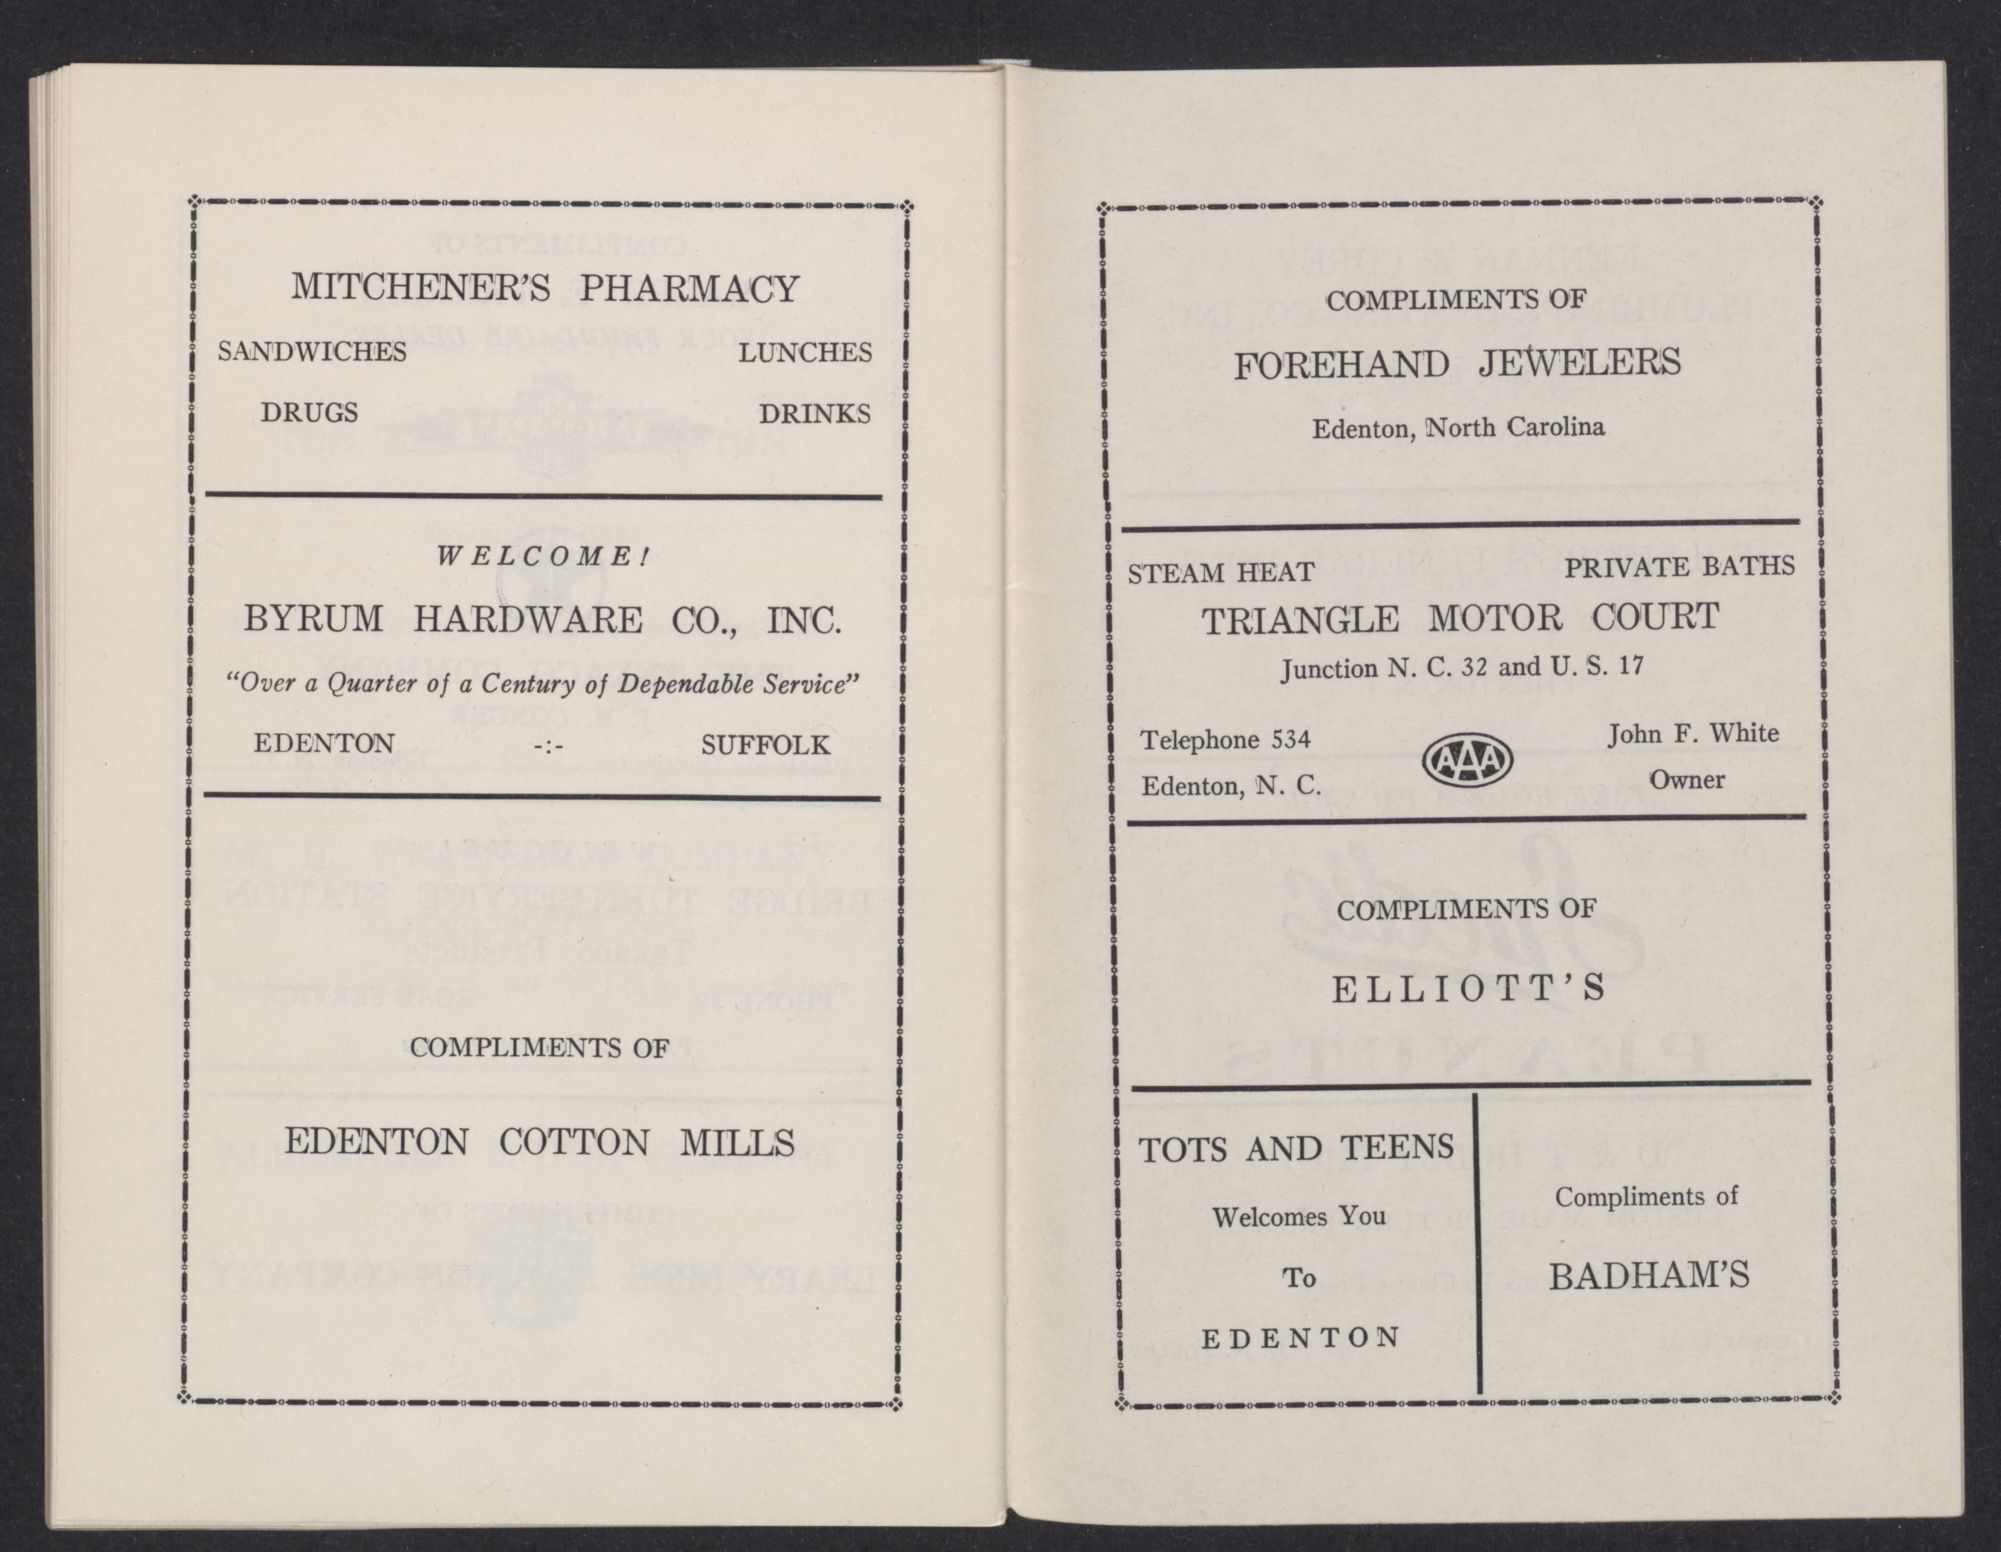 MITCHENER'S PHARMACY
SANDWICHES LUNCHES
DRUGS DRINKS
WELCOME!
BYRUM HARDWARE CO., INC.
“Over a Quarter of a Century of Dependable Service”
EDENTON -:- SUFFOLK
COMPLIMENTS OF
EDENTON COTTON MILLS
COMPLIMENTS OF
FOREHAND JEWELERS
Edenton, North Carolina
STEAM HEAT PRIVATE BATHS
TRIANGLE MOTOR COURT
Junction N. C. 32 and U. S. 17
Telephone 534
Edenton, N. C.
AAA
John F. White
Owner
COMPLIMENTS OF
ELLIOTT'S
TOTS AND TEENS
Welcomes You
To
EDENTON
Compliments of
BADHAM'S